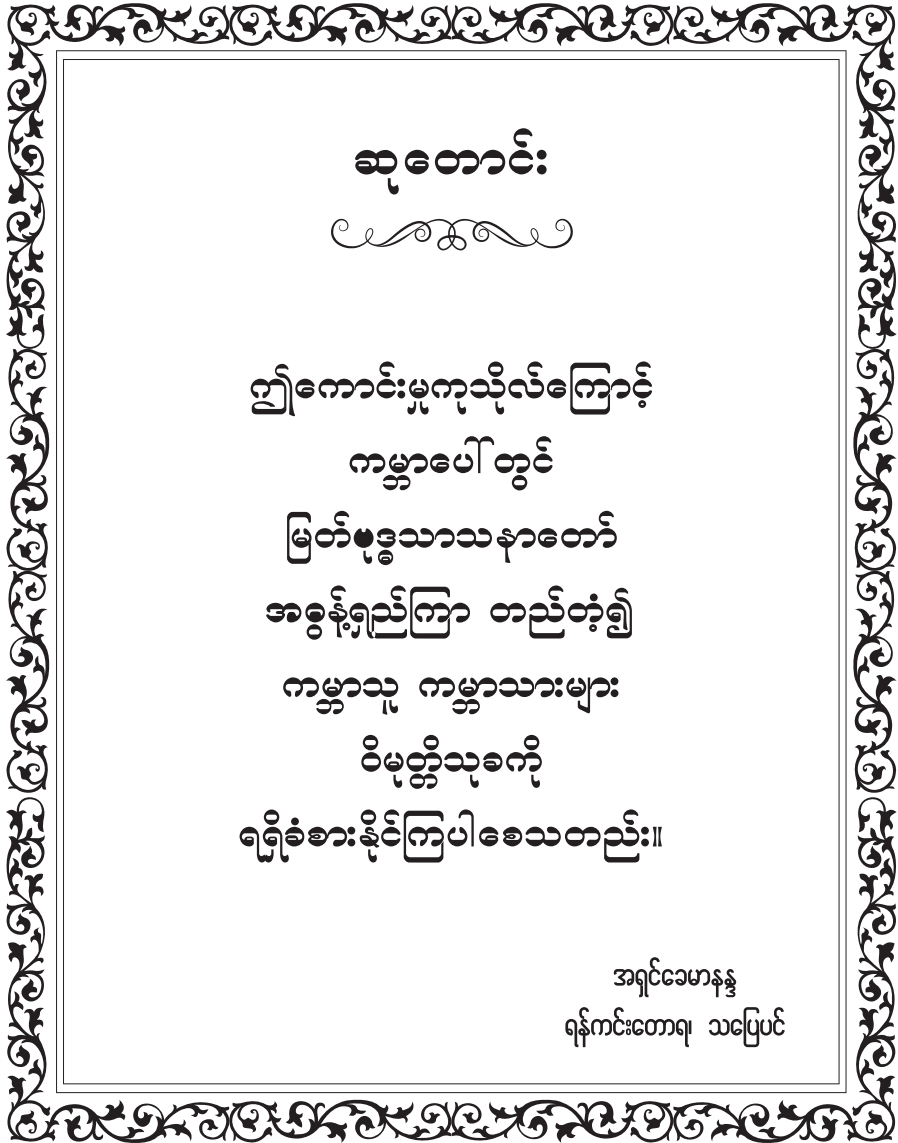 ဆုတောင်း
ဤကောင်းမှုကုသိုလ်ကြောင့်
ကမ္ဘာပေါ်တွင်
မြတ်ဗုဒ္ဓသာသနာတော်
အဓွန့်ရှည်ကြာ တည်တံ့၍
ကမ္ဘာသူ ကမ္ဘာသားများ
ဝိမုတ္တိသုခကို
ရရှိခံစားနိုင်ကြပါစေသတည်း။
အရှင်ခေမာနန္ဒ
ရန်ကင်းတောရ၊ သပြေပင်